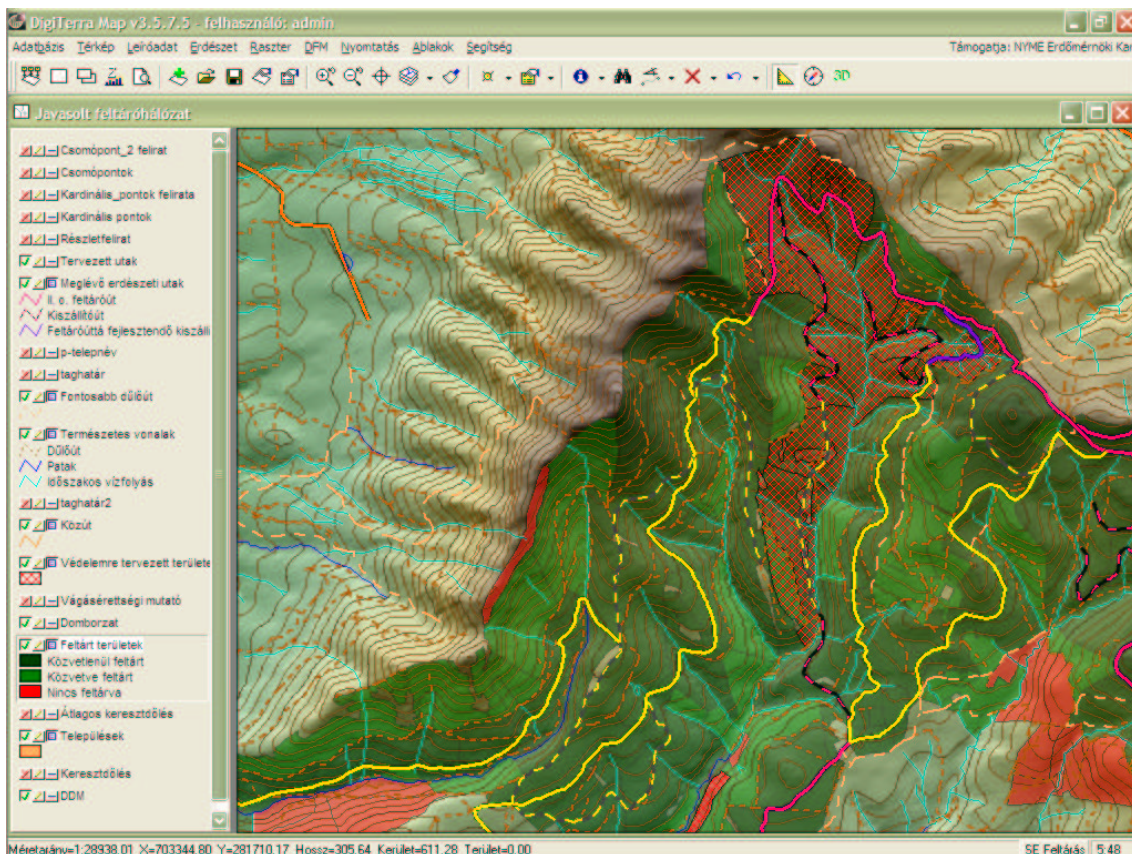 DigiTerra Map v3.5.7.5 - felhasználó: admin
Adatbázis Térkép Leíróadat Erdészet Raszter DFM Nyomtatás Ablakok Segítség
Támogatja: NYME Erdőmérnöki Kar
3D
Javasolt feltáróhálózat
Csomópont_2 felirat
Csomópontok
Kardinális_pontok felirata
Kardinális pontok
Részletfelirat
Tervezett utak
Meglévő erdészeti utak
II. o. feltáróút
Kiszállítóút
Feltáróúttá fejlesztendő kiszáll
p-telepnév
taghatár
Fontosabb dűlőút
Természetes vonalak
Dűlőút
Patak
Időszakos vízfolyás
taghatár2
Közút
Védelemre tervezett területe
Vágásérettségi mutató
Domborzat
Feltárt területek
Közvetlenül feltárt
Közvetve feltárt
Nincs feltárva
Átlagos keresztdőlés
Települések
Keresztdőlés
DDM
Méretarány=1:28938.01 X=703344.80 Y=281710.17 Hossz=305.64 Kerület=611.28 Terület=0.00
SE Feltárás 5:48